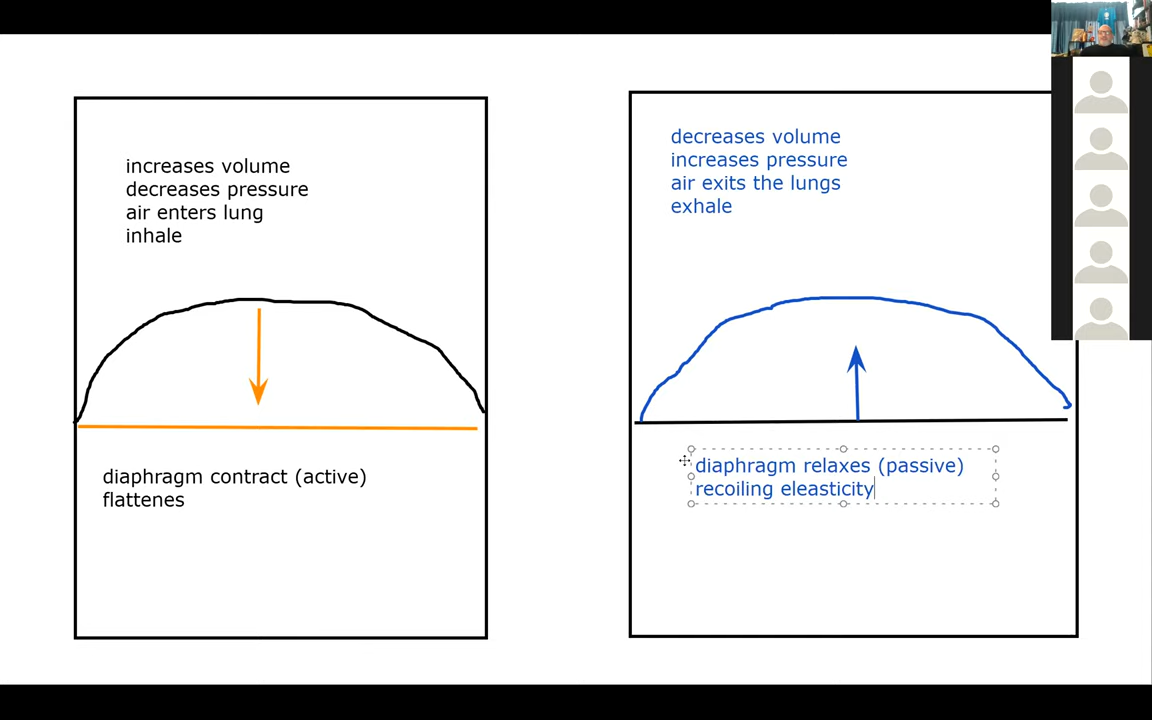 increases volume
decreases pressure
air enters lung
inhale
diaphragm contract (active)
flattenes
decreases volume
increases pressure
air exits the lungs
exhale
diaphragm relaxes (passive)
recoiling eleasticity